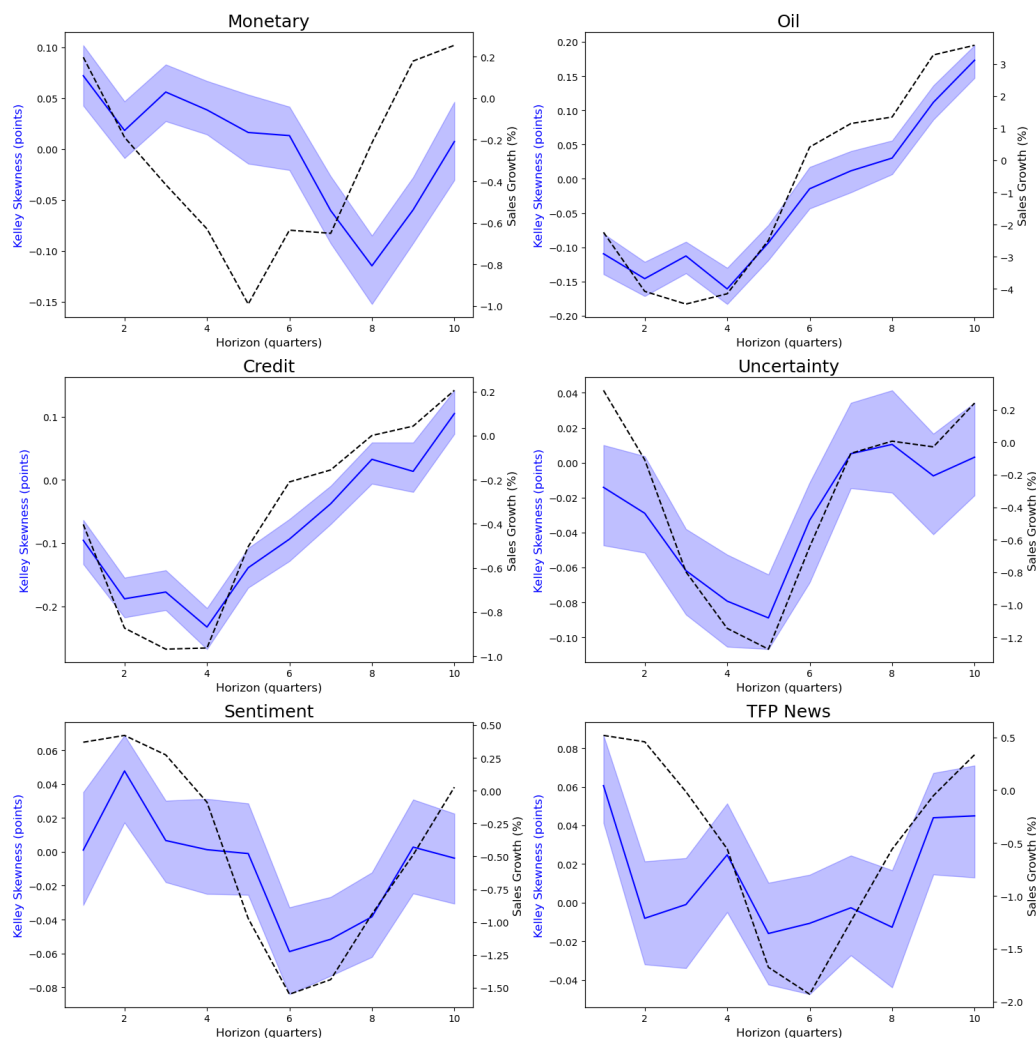 Monetary
Kelley Skewness (points)
0.10
0.05
0.00
−0.05
−0.10
−0.15
0.2
0.0
−0.2
−0.4
−0.6
−0.8
−1.0
Sales Growth (%)
2 4 6 8 10
Horizon (quarters)
Oil
Kelley Skewness (points)
0.20
0.15
0.10
0.05
0.00
−0.05
−0.10
−0.15
−0.20
3
2
1
0
−1
−2
−3
−4
Sales Growth (%)
2 4 6 8 10
Horizon (quarters)
Credit
Kelley Skewness (points)
0.1
0.0
−0.1
−0.2
0.2
0.0
−0.2
−0.4
−0.6
−0.8
−1.0
Sales Growth (%)
2 4 6 8 10
Horizon (quarters)
Uncertainty
Kelley Skewness (points)
0.04
0.02
0.00
−0.02
−0.04
−0.06
−0.08
−0.10
0.2
0.0
−0.2
−0.4
−0.6
−0.8
−1.0
−1.2
Sales Growth (%)
2 4 6 8 10
Horizon (quarters)
Sentiment
Kelley Skewness (points)
0.06
0.04
0.02
0.00
−0.02
−0.04
−0.06
−0.08
0.50
0.25
0.00
−0.25
−0.50
−0.75
−1.00
−1.25
−1.50
Sales Growth (%)
2 4 6 8 10
Horizon (quarters)
TFP News
Kelley Skewness (points)
0.08
0.06
0.04
0.02
0.00
−0.02
−0.04
0.5
0.0
−0.5
−1.0
−1.5
−2.0
Sales Growth (%)
2 4 6 8 10
Horizon (quarters)